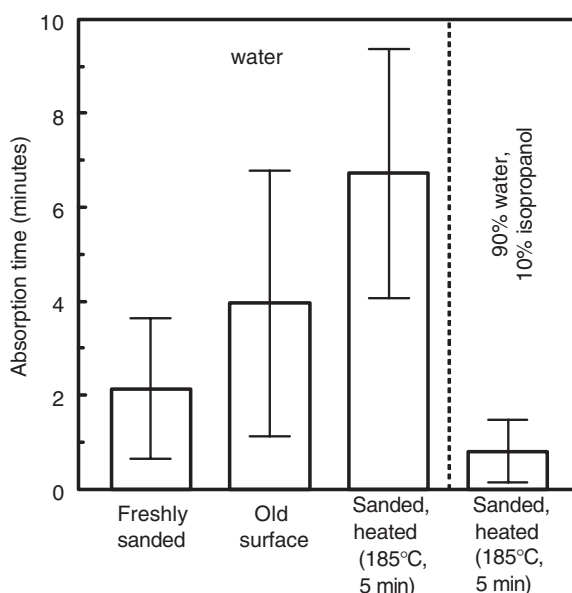 10
8
6
4
2
0
Absorption time (minutes)
water
90% water,
10% isopropanol
Freshly
sanded
Old
surface
Sanded,
heated
(185°C,
5 min)
Sanded,
heated
(185°C,
5 min)